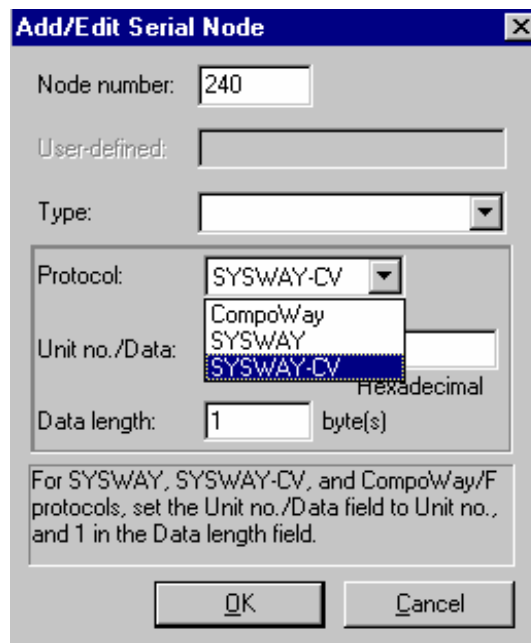 Add/Edit Serial Node
Node number: 240
User-defined:
Type:
Protocol: SYSWAY-CV
CompoWay
SYSWAY
SYSWAY-CV
Unit no./Data:
Hexadecimal
Data length: 1 byte(s)
For SYSWAY, SYSWAY-CV, and CompoWay/F
protocols, set the Unit no./Data field to Unit no.,
and 1 in the Data length field.
OK Cancel